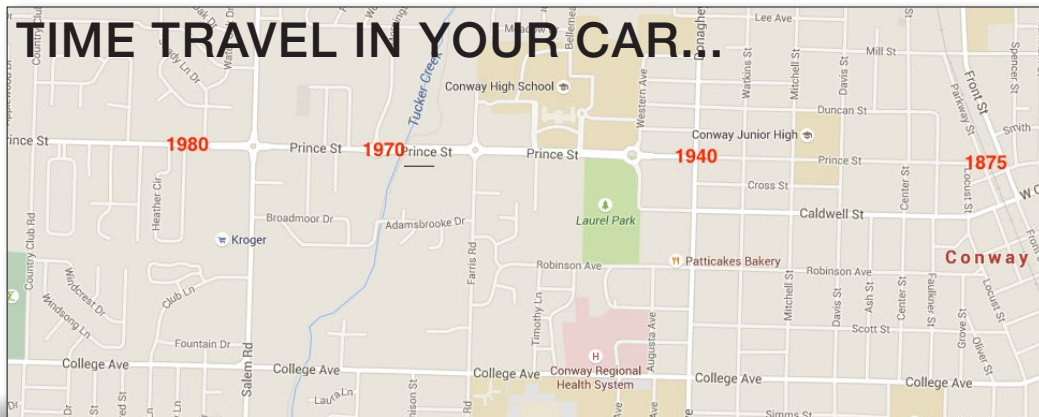 TIME TRAVEL IN YOUR CAR...
Country Club Rd
Tucker Creek
Lee Ave
Mill St
Conway High School
Western Ave
Watkins St
Mitchell St
Davis St
Duncan St
Front St
Parkway St
Spencer St
Smith
Conway Junior High
1980
Prince St
1970
Prince St
Prince St
1940
Prince St
1875
Heather Cir
Cross St
Center St
Locust St
Caldwell St
Laurel Park
Broadmoor Dr
Adamsbrooke Dr
Kroger
Country Club Rd
Farris Rd
Robinson Ave
Patticakes Bakery
Robinson Ave
Conway
Windcrest Dr
Windsong Ln
Club Ln
Timothy Ln
Mitchell St
Davis St
Ash St
Center St
Faulkner St
Locust St
Scott St
Grove St
Oliver St
Fountain Dr
Salem Rd
Augusta Ave
H
Conway Regional
Health System
College Ave
College Ave
College Ave
College Ave
College Ave
Simms St